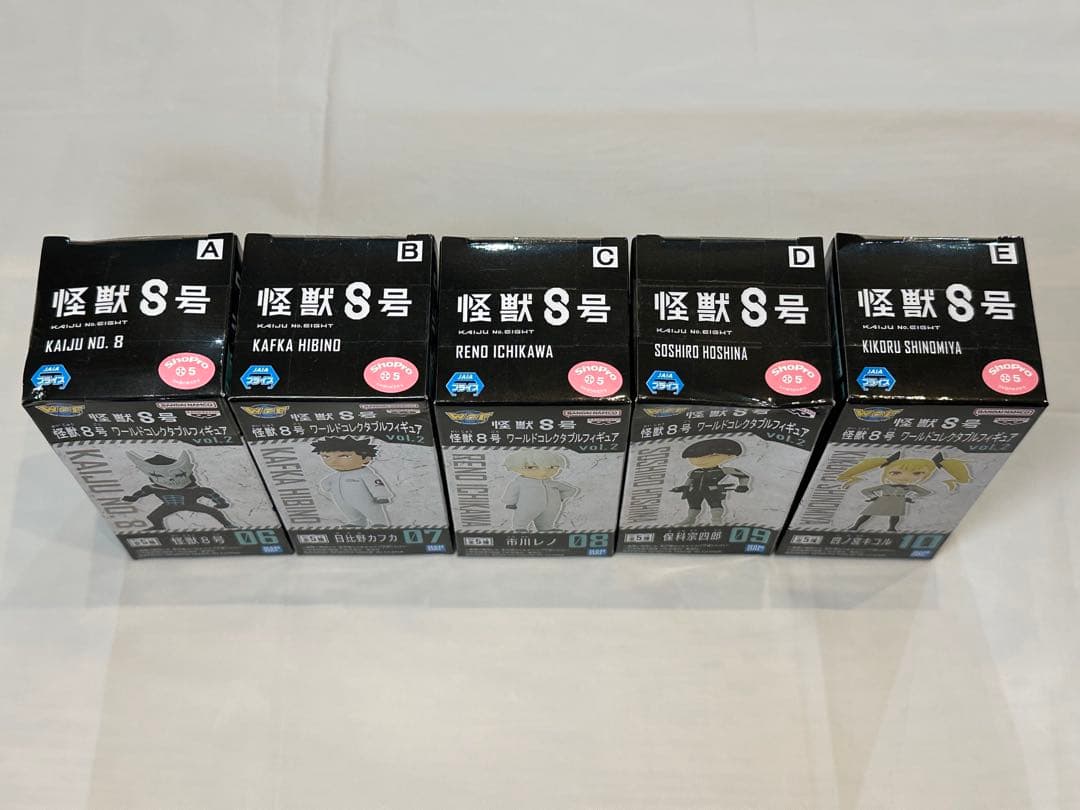 A
怪獣8号
KAIJU No.EIGHT
KAIJU NO. 8
JAIA
プライズ
ShoPro
5
WCF
怪獣8号
怪獣8号 ワールドコレクタブルフィギュア
vol.2
KAIJU NO. 8
全5種
怪獣8号
06
B
怪獣8号
KAIJU No.EIGHT
KAFKA HIBINO
JAIA
プライズ
ShoPro
5
WCF
怪獣8号
怪獣8号 ワールドコレクタブルフィギュア
vol.2
KAFKA HIBINO
全5種
日比野カフカ
07
C
怪獣8号
KAIJU No.EIGHT
RENO ICHIKAWA
JAIA
プライズ
ShoPro
5
BANDAI NAMCO
WCF
怪獣8号
怪獣8号 ワールドコレクタブルフィギュア
vol.2
RENO ICHIKAWA
全5種
市川レノ
08
D
怪獣8号
KAIJU No.EIGHT
SOSHIRO HOSHINA
JAIA
プライズ
ShoPro
5
WCF
怪獣8号
怪獣8号 ワールドコレクタブルフィギュア
vol.2
SOSHIRO HOSHINA
全5種
保科宗四郎
09
E
怪獣8号
KAIJU No.EIGHT
KIKORU SHINOMIYA
JAIA
プライズ
ShoPro
5
BANDAI NAMCO
WCF
怪獣8号
怪獣8号 ワールドコレクタブルフィギュア
vol.2
全5種
四ノ宮キコル
10